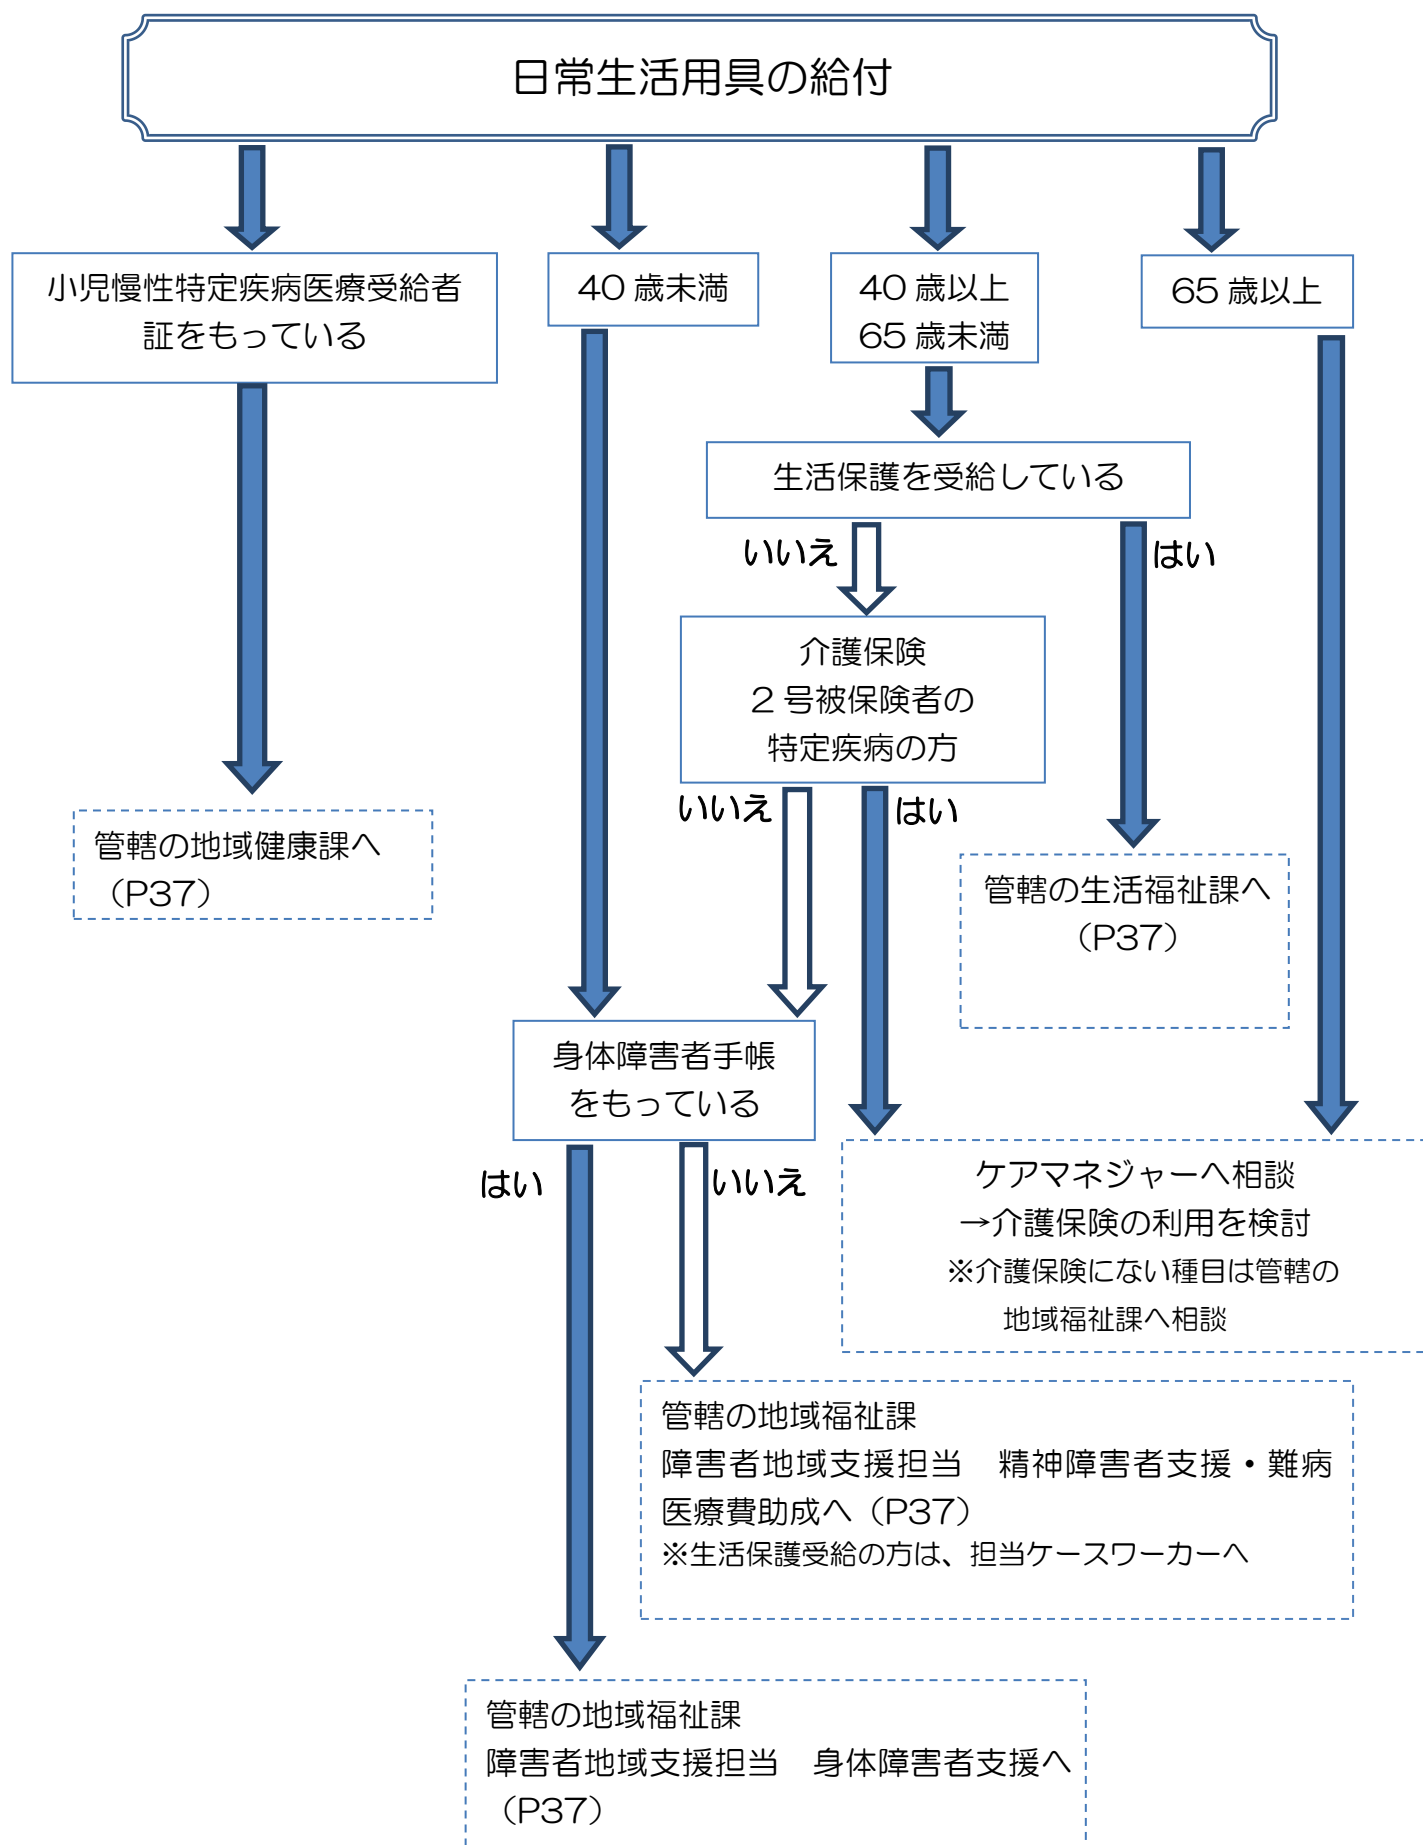 日常生活用具の給付
小児慢性特定疾病医療受給者
証をもっている
40 歳未満
40 歳以上
65 歳未満
65 歳以上
生活保護を受給している
いいえ
はい
介護保険
2 号被保険者の
特定疾病の方
いいえ
はい
管轄の地域健康課へ
（P37）
管轄の生活福祉課へ
（P37）
身体障害者手帳
をもっている
はい
いいえ
ケアマネジャーへ相談
→介護保険の利用を検討
※介護保険にない種目は管轄の
地域福祉課へ相談
管轄の地域福祉課
障害者地域支援担当　精神障害者支援・難病
医療費助成へ（P37）
※生活保護受給の方は、担当ケースワーカーへ
管轄の地域福祉課
障害者地域支援担当　身体障害者支援へ
（P37）